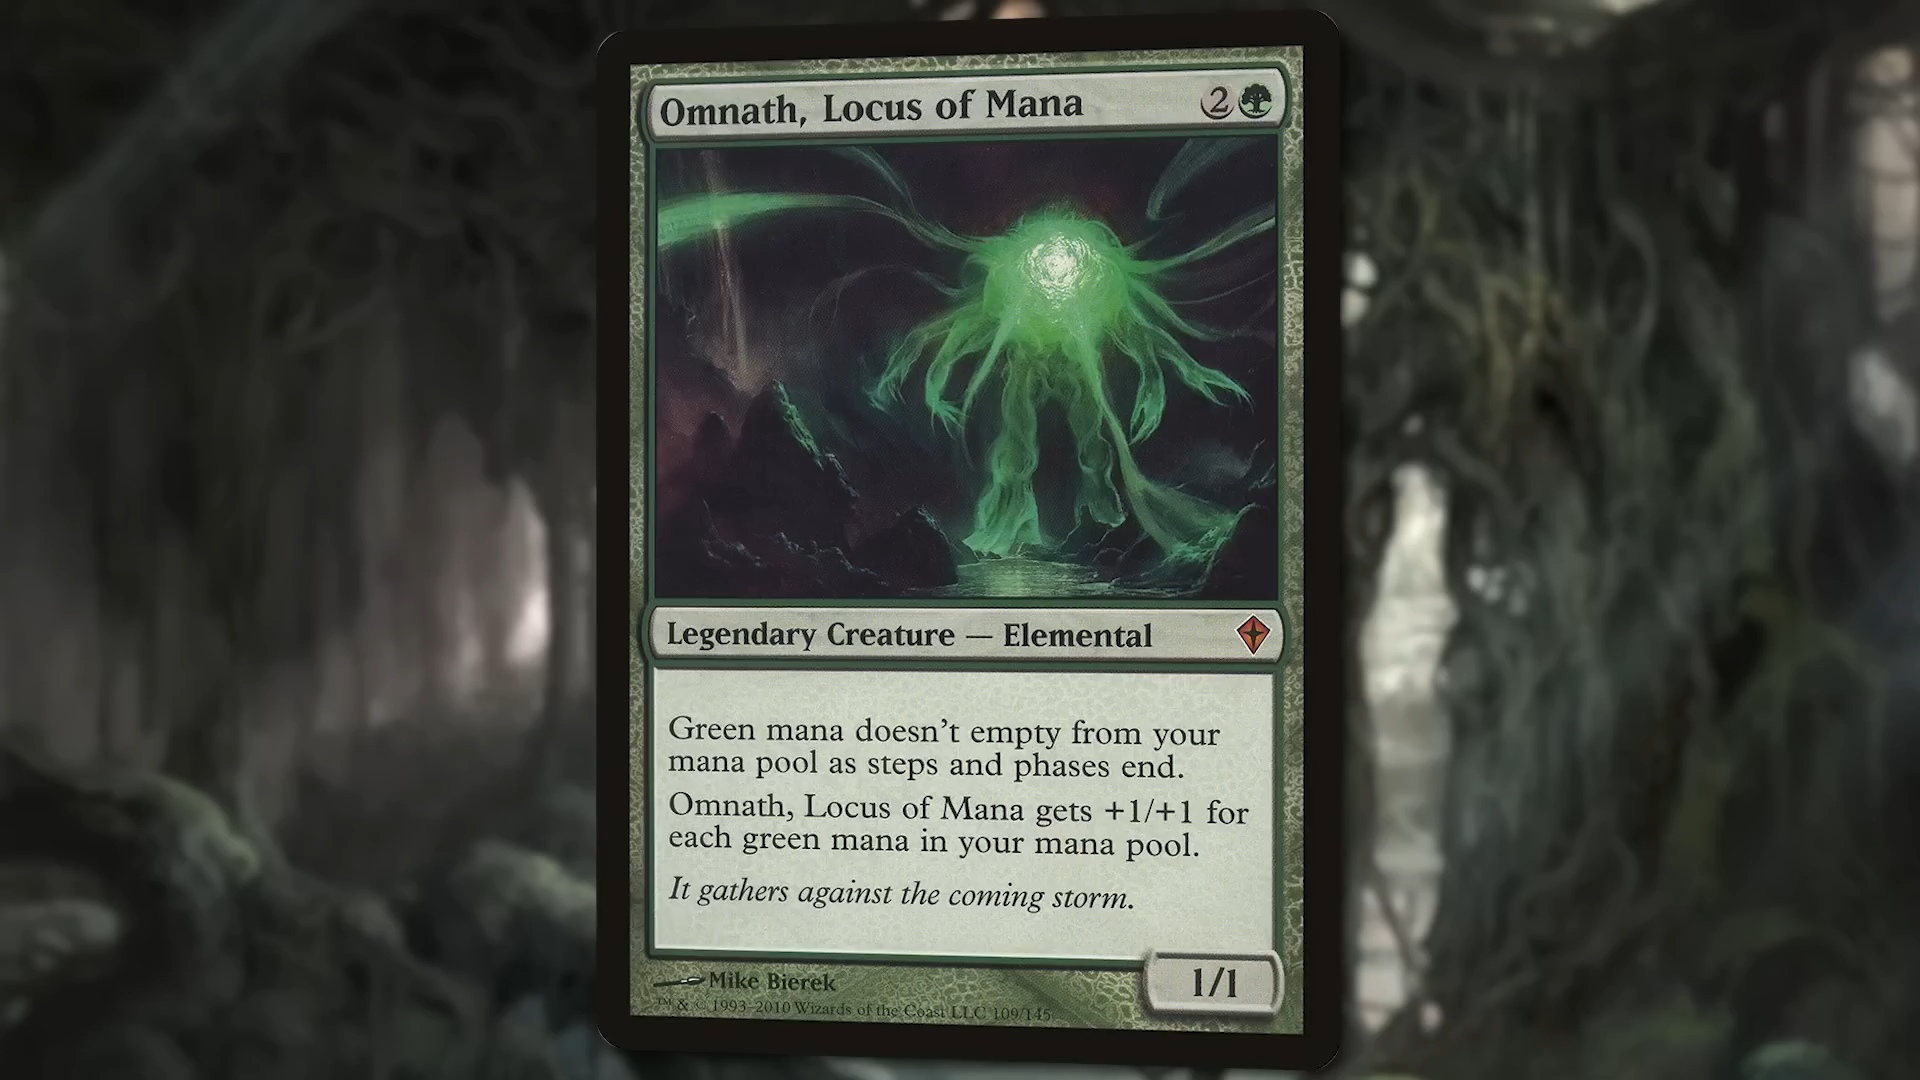 Omnath, Locus of Mana 2
Legendary Creature — Elemental
Green mana doesn't empty from your
mana pool as steps and phases end.
Omnath, Locus of Mana gets +1/+1 for
each green mana in your mana pool.
It gathers against the coming storm.
1/1
Mike Bierek
™ & © 1993–2010 Wizards of the Coast LLC 109/145